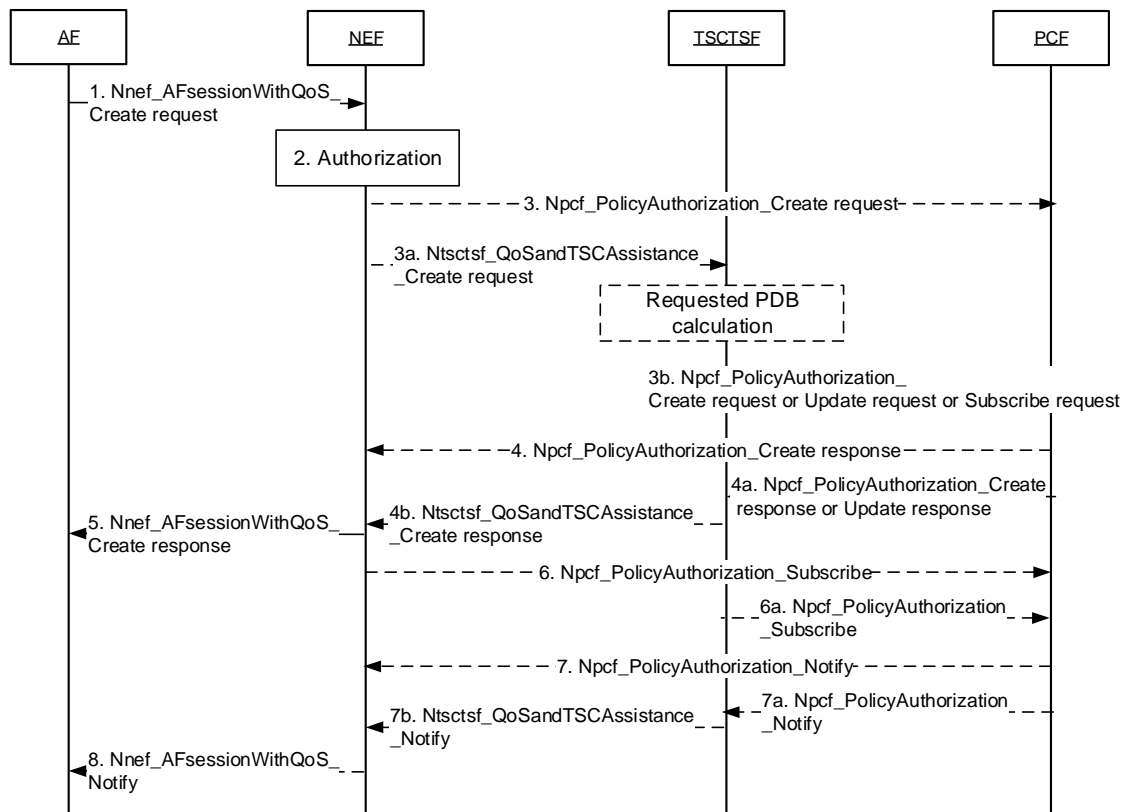 AF
NEF
TSCTSF
PCF
1. Nnef_AFsessionWithQoS_
Create request
2. Authorization
3. Npcf_PolicyAuthorization_Create request
3a. Ntsctsf_QoSandTSCAssistance
_Create request
Requested PDB
calculation
3b. Npcf_PolicyAuthorization_
Create request or Update request or Subscribe request
4. Npcf_PolicyAuthorization_Create response
4a. Npcf_PolicyAuthorization_Create
response or Update response
4b. Ntsctsf_QoSandTSCAssistance
_Create response
5. Nnef_AFsessionWithQoS_
Create response
6. Npcf_PolicyAuthorization_Subscribe
6a. Npcf_PolicyAuthorization
_Subscribe
7. Npcf_PolicyAuthorization_Notify
7a. Npcf_PolicyAuthorization
_Notify
7b. Ntsctsf_QoSandTSCAssistance
_Notify
8. Nnef_AFsessionWithQoS_
Notify